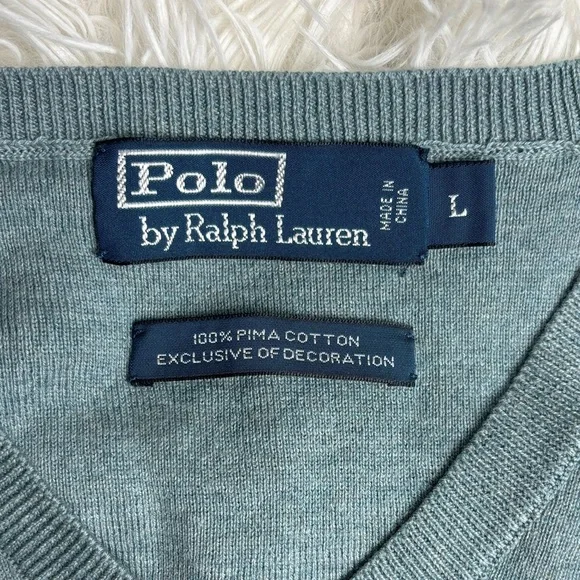 Polo
by Ralph Lauren
MADE IN
CHINA
L
100% PIMA COTTON
EXCLUSIVE OF DECORATION